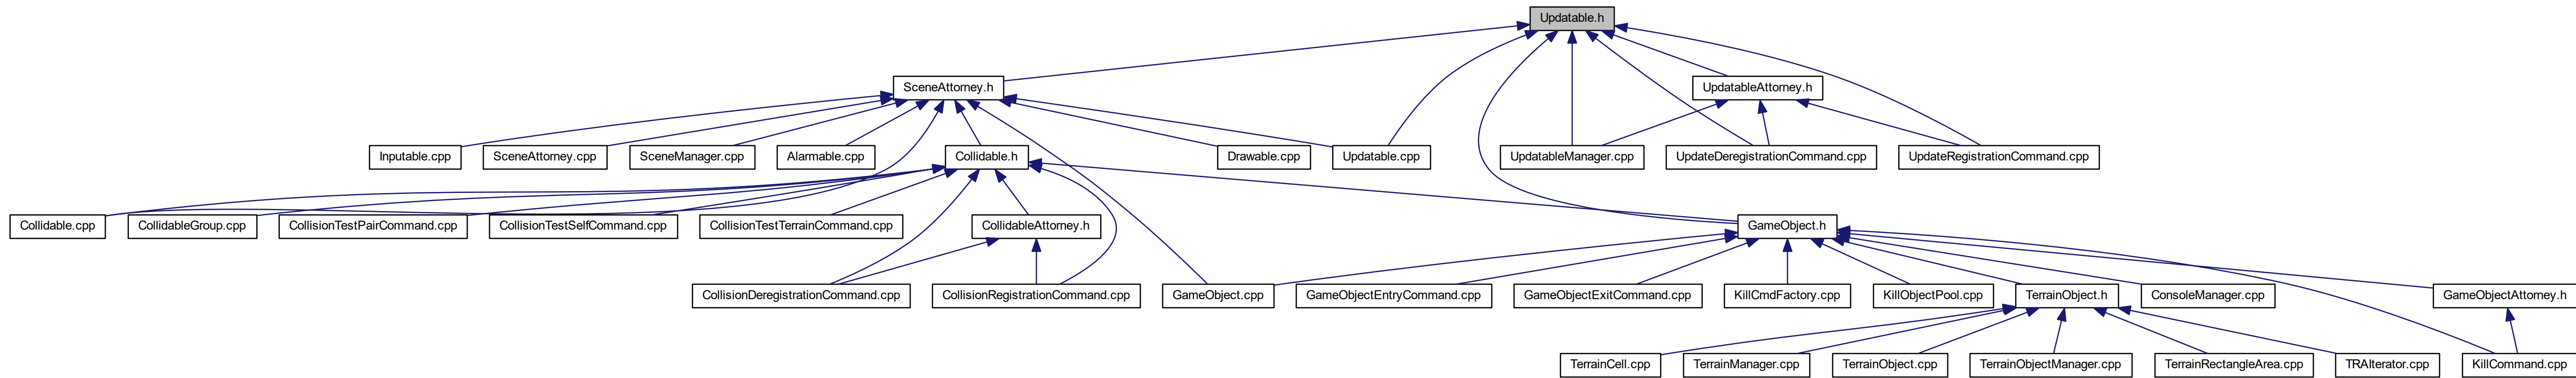 Updatable.h
SceneAttorney.h
UpdatableAttorney.h
Inputable.cpp
SceneAttorney.cpp
SceneManager.cpp
Alarmable.cpp
Collidable.h
Drawable.cpp
Updatable.cpp
UpdatableManager.cpp
UpdateDeregistrationCommand.cpp
UpdateRegistrationCommand.cpp
Collidable.cpp
CollidableGroup.cpp
CollisionTestPairCommand.cpp
CollisionTestSelfCommand.cpp
CollisionTestTerrainCommand.cpp
CollidableAttorney.h
GameObject.h
CollisionDeregistrationCommand.cpp
CollisionRegistrationCommand.cpp
GameObject.cpp
GameObjectEntryCommand.cpp
GameObjectExitCommand.cpp
KillCmdFactory.cpp
KillObjectPool.cpp
TerrainObject.h
ConsoleManager.cpp
GameObjectAttorney.h
TerrainCell.cpp
TerrainManager.cpp
TerrainObject.cpp
TerrainObjectManager.cpp
TerrainRectangleArea.cpp
TRAIterator.cpp
KillCommand.cpp